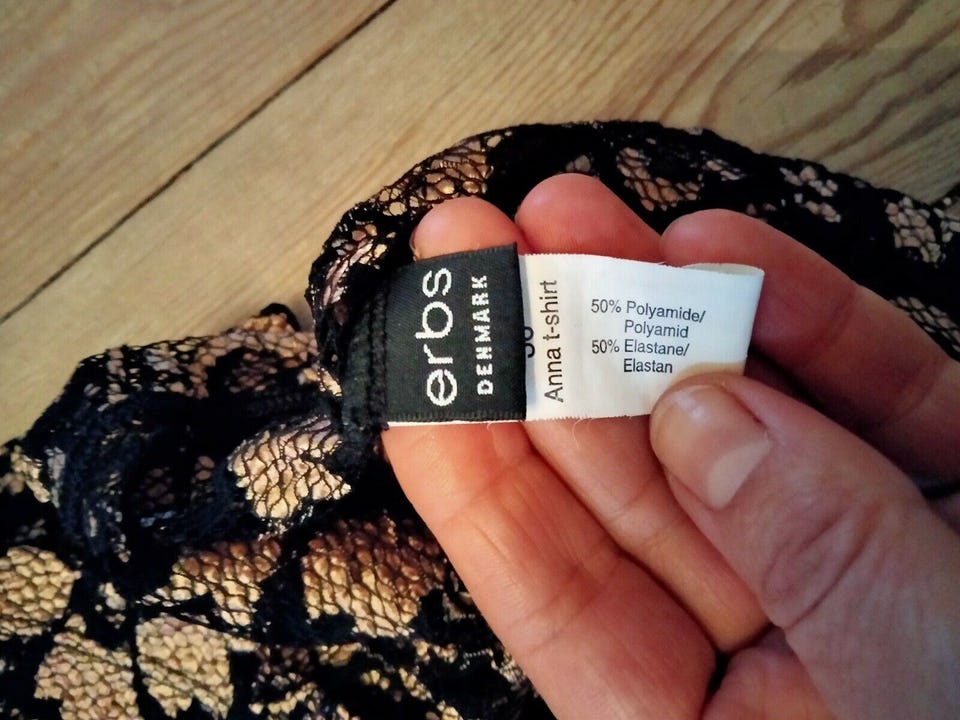 erbs
DENMARK
Anna t-shirt
50% Polyamide/
Polyamid
50% Elastane/
Elastan